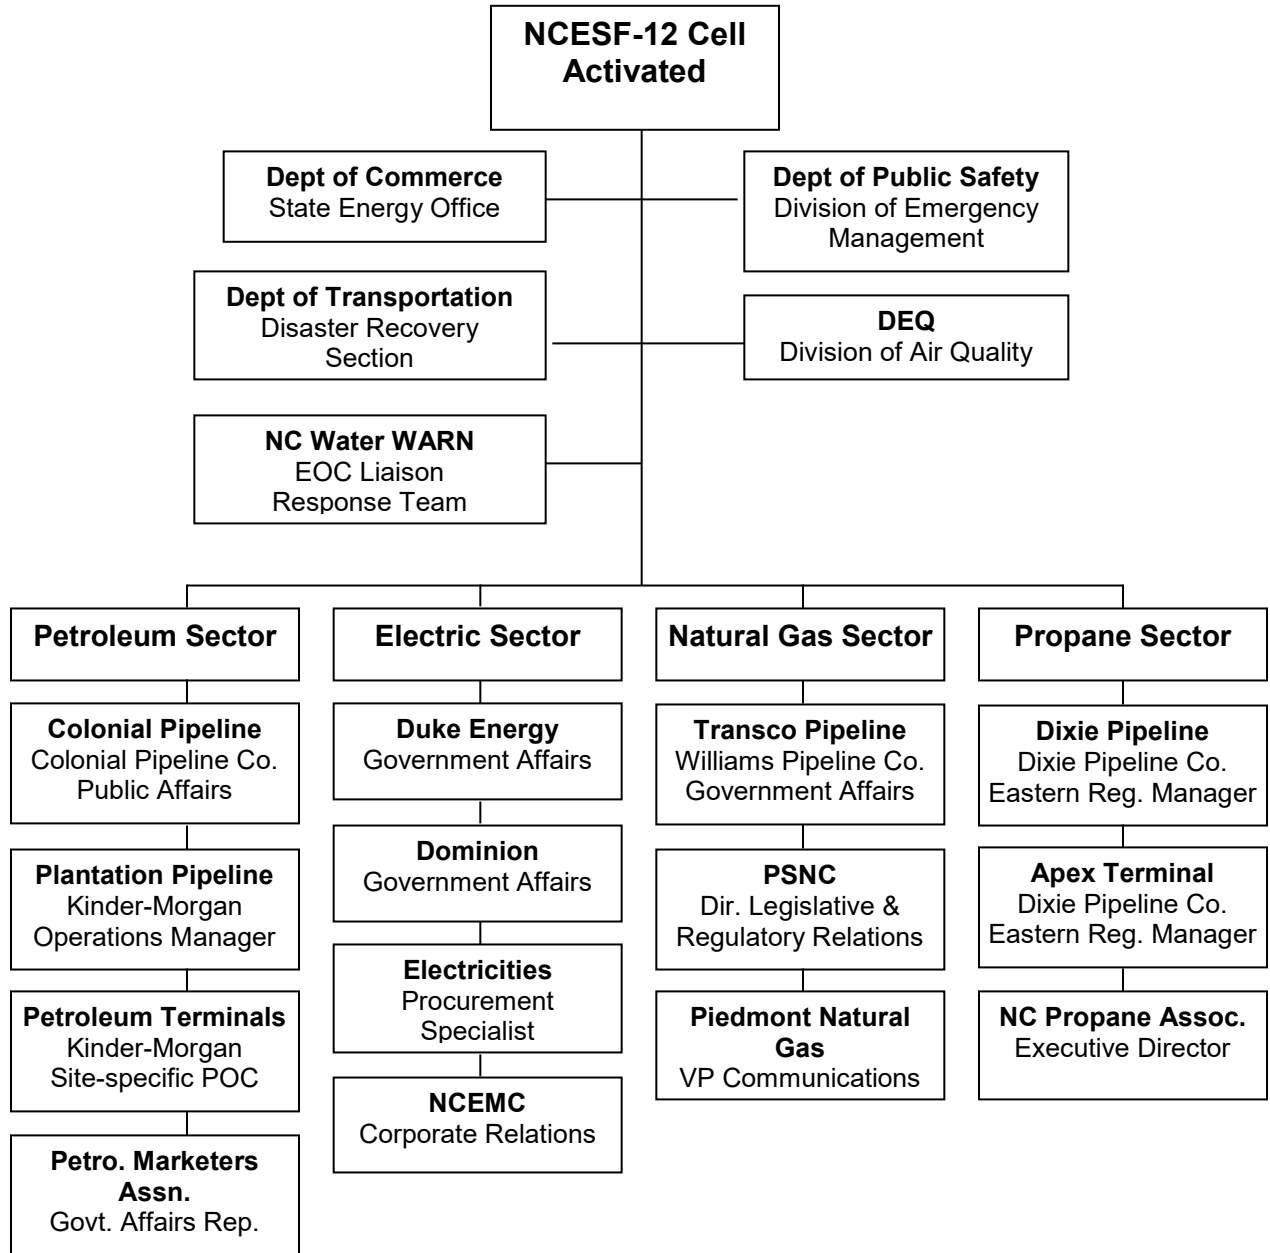 NCESF-12 Cell
Activated
Dept of Commerce
State Energy Office
Dept of Public Safety
Division of Emergency
Management
Dept of Transportation
Disaster Recovery
Section
DEQ
Division of Air Quality
NC Water WARN
EOC Liaison
Response Team
Petroleum Sector
Electric Sector
Natural Gas Sector
Propane Sector
Colonial Pipeline
Colonial Pipeline Co.
Public Affairs
Plantation Pipeline
Kinder-Morgan
Operations Manager
Petroleum Terminals
Kinder-Morgan
Site-specific POC
Petro. Marketers
Assn.
Govt. Affairs Rep.
Duke Energy
Government Affairs
Dominion
Government Affairs
Electricities
Procurement
Specialist
NCEMC
Corporate Relations
Transco Pipeline
Williams Pipeline Co.
Government Affairs
PSNC
Dir. Legislative &
Regulatory Relations
Piedmont Natural
Gas
VP Communications
Dixie Pipeline
Dixie Pipeline Co.
Eastern Reg. Manager
Apex Terminal
Dixie Pipeline Co.
Eastern Reg. Manager
NC Propane Assoc.
Executive Director